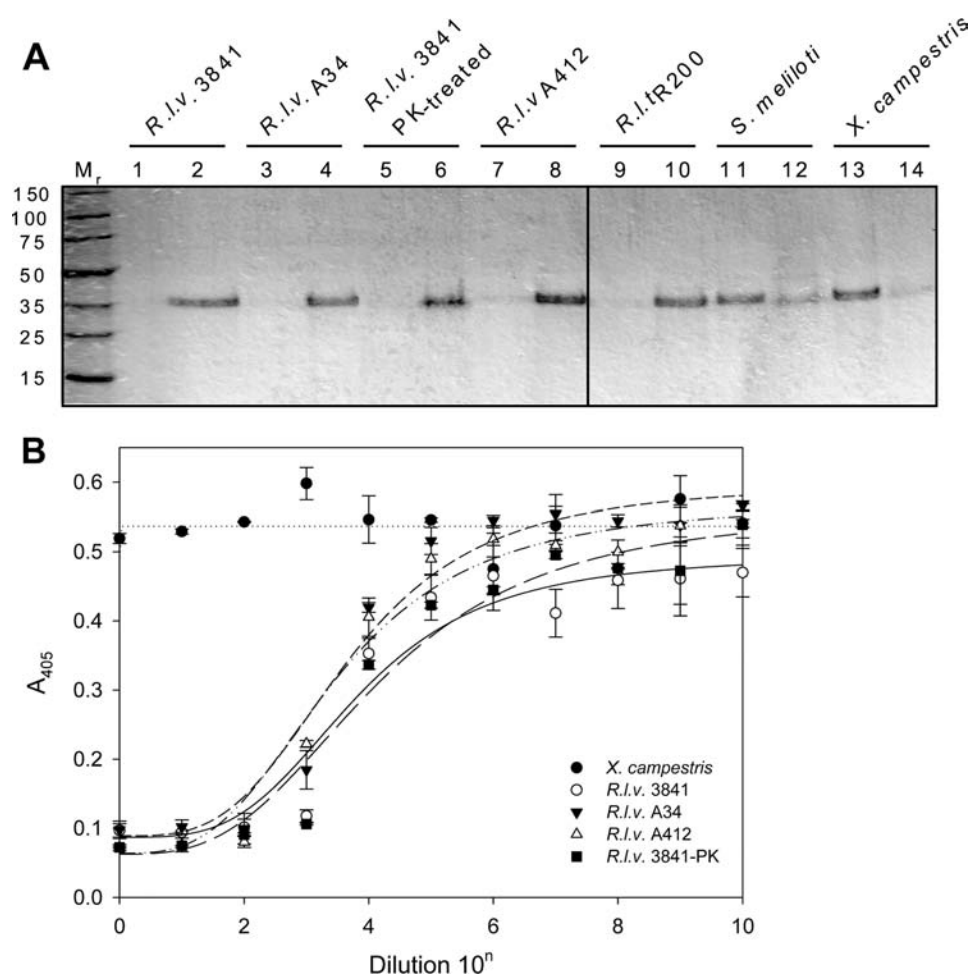 A
R.l.v. 3841
R.l.v. A34
R.l.v. 3841
PK-treated
R.l.v A412
R.l.tR200
S. meliloti
X. campestris
Mr 1 2 3 4 5 6 7 8 9 10 11 12 13 14
150
100
75
50
35
25
15
B
0.6
0.5
0.4
0.3
0.2
0.1
0.0
A405
X. campestris
R.l.v. 3841
R.l.v. A34
R.l.v. A412
R.l.v. 3841-PK
0 2 4 6 8 10
Dilution 10ⁿ